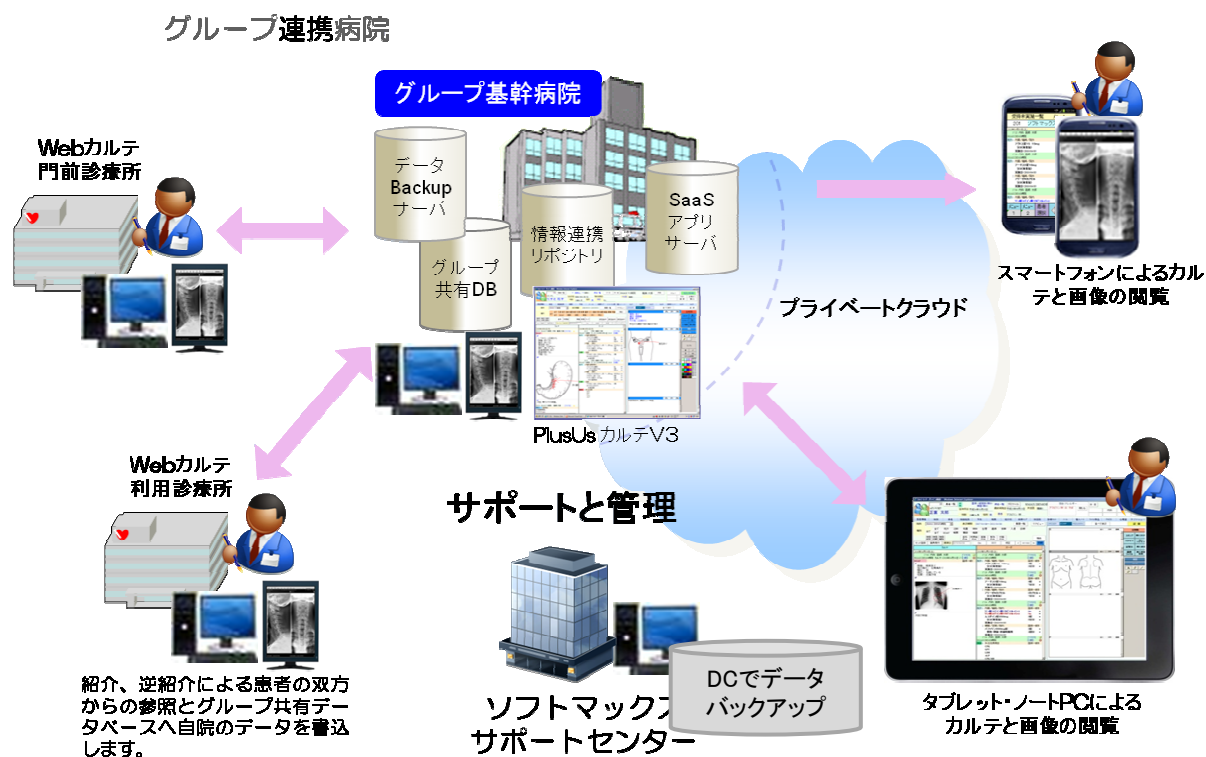 グループ連携病院
グループ基幹病院
Webカルテ
門前診療所
データ
Backup
ナーバ
グループ
共有DB
情報連携
リポジトリ
SaaS
アプリ
サーバ
プライベートクラウド
スマートフォンによるカル
テと画像の閲覧
PlusUsカルテV3
Webカルテ
利用診療所
サポートと管理
紹介、逆紹介による患者の双方
からの参照とグループ共有デー
タベースへ自院のデータを書込
します。
ソフトマックス
サポートセンター
DCでデータ
バックアップ
タブレット・ノートPCによる
カルテと画像の閲覧